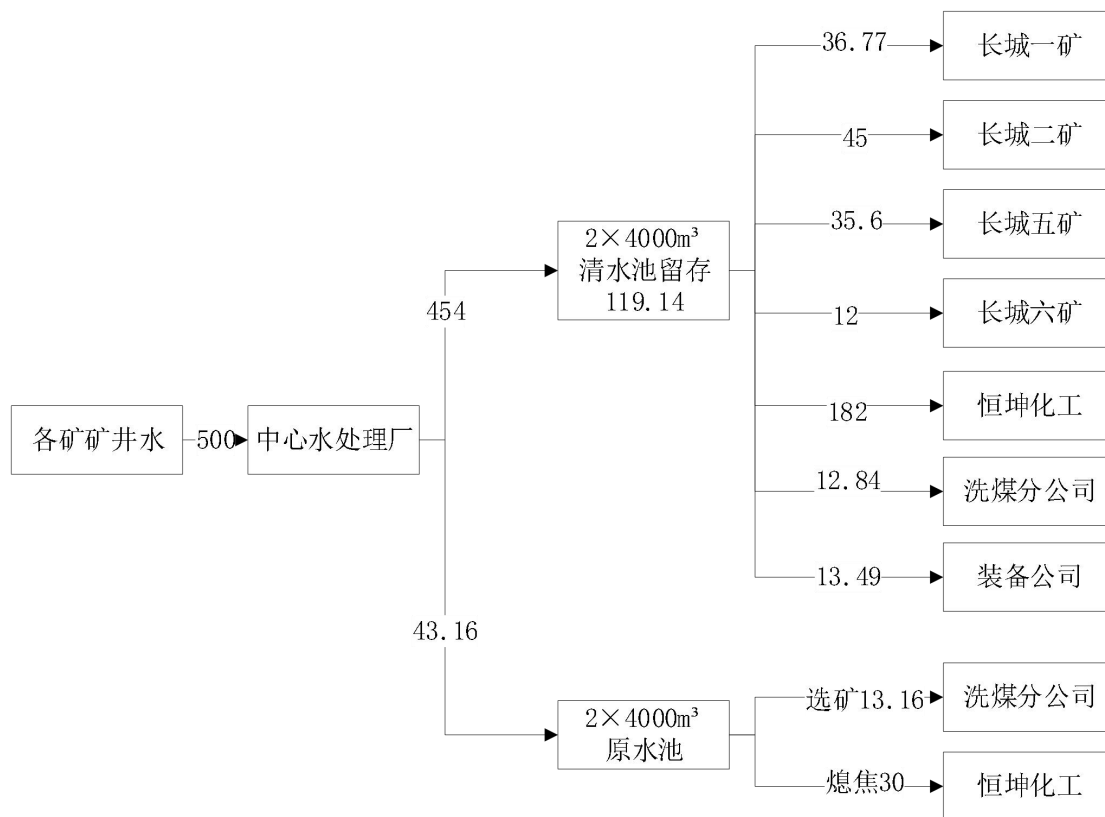 36.77
长城一矿
45
长城二矿
35.6
长城五矿
2×4000m³
清水池留存
119.14
454
12
长城六矿
182
恒坤化工
各矿矿井水
500
中心水处理厂
12.84
洗煤分公司
13.49
装备公司
43.16
2×4000m³
原水池
选矿13.16
洗煤分公司
熄焦30
恒坤化工